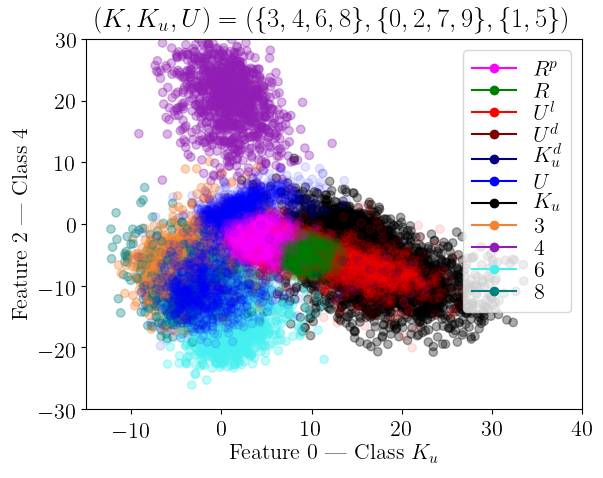 (K, K_u, U) = ({3, 4, 6, 8}, {0, 2, 7, 9}, {1, 5})
Feature 2 — Class 4
30
20
10
0
−10
−20
−30
R^p
R
U^l
U^d
K_u^d
U
K_u
3
4
6
8
−10 0 10 20 30 40
Feature 0 — Class K_u